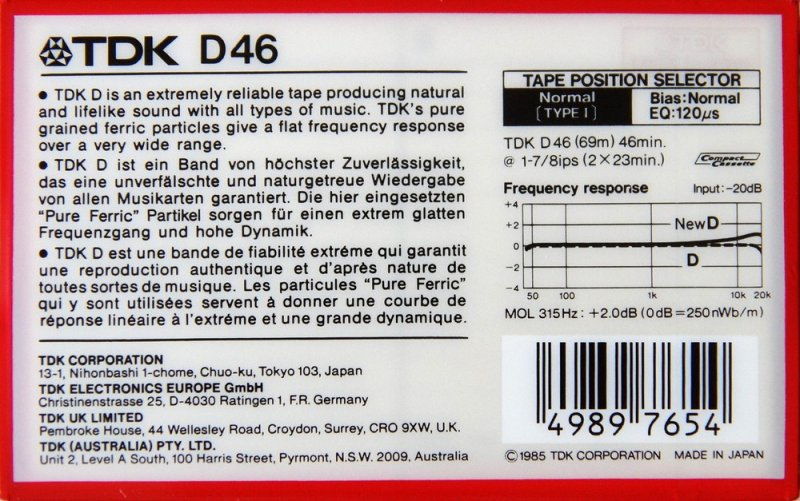 TDK D46
• TDK D is an extremely reliable tape producing natural
and lifelike sound with all types of music. TDK's pure
grained ferric particles give a flat frequency response
over a very wide range.
• TDK D ist ein Band von höchster Zuverlässigkeit,
das eine unverfälschte und naturgetreue Wiedergabe
von allen Musikarten garantiert. Die hier eingesetzten
"Pure Ferric" Partikel sorgen für einen extrem glatten
Frequenzgang und hohe Dynamik.
• TDK D est une bande de fiabilité extréme qui garantit
une reproduction authentique et d'après nature de
toutes sortes de musique. Les particules "Pure Ferric"
qui y sont utilisées servent à donner une courbe de
réponse linéaire à l'extréme et une grande dynamique.
TDK CORPORATION
13-1, Nihonbashi 1-chome, Chuo-ku, Tokyo 103, Japan
TDK ELECTRONICS EUROPE GmbH
Christinenstrasse 25, D-4030 Ratingen 1, F.R. Germany
TDK UK LIMITED
Pembroke House, 44 Wellesley Road, Croydon, Surrey, CRO 9XW, U.K.
TDK (AUSTRALIA) PTY. LTD.
Unit 2, Level A South, 100 Harris Street, Pyrmont, N.S.W. 2009, Australia
TAPE POSITION SELECTOR
Normal
[TYPE I]
Bias:Normal
EQ:120μs
TDK D46 (69m) 46min.
@ 1-7/8ips (2×23min.)
Compact
Cassette
Frequency response
Input: -20dB
+4
+2
0
-2
-4
New D
D
50 100 1k 10k 20k
MOL 315Hz: +2.0dB (0dB=250nWb/m)
4989 7654
©1985 TDK CORPORATION MADE IN JAPAN